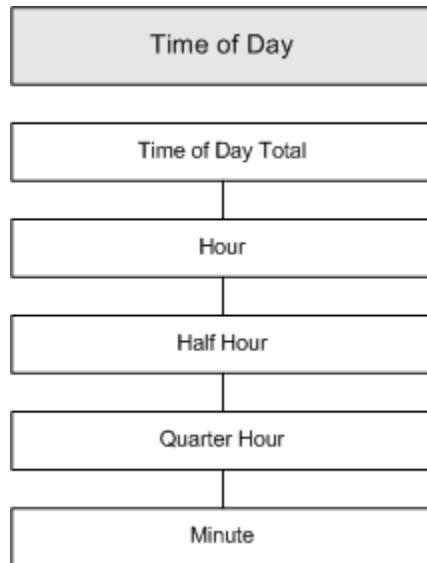 Time of Day
Time of Day Total
Hour
Half Hour
Quarter Hour
Minute